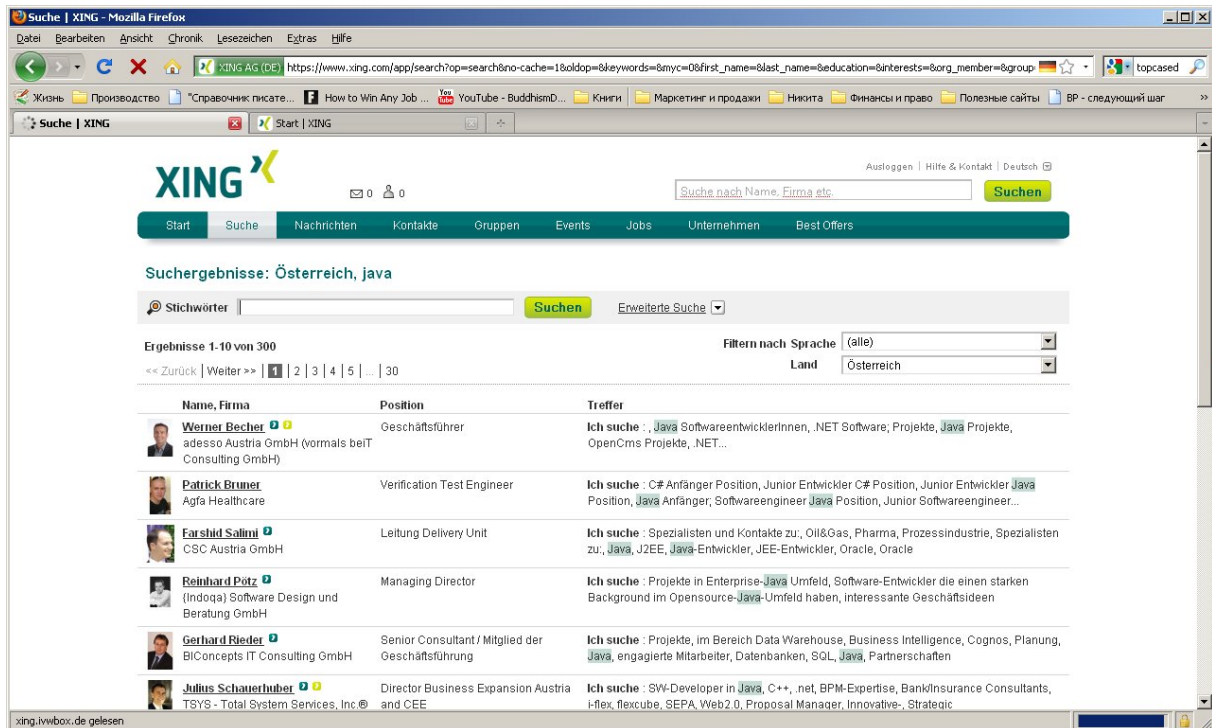 Suche | XING - Mozilla Firefox
Datei Bearbeiten Ansicht Chronik Lesezeichen Extras Hilfe
XING AG (DE) https://www.xing.com/app/search?op=search&no-cache=1&oldop=&keywords=&myc=0&first_name=&last_name=&education=&interests=&org_member=&group topcased
Жизнь Производство "Справочник писате... How to Win Any Job ... YouTube - BuddhismD... Книги Маркетинг и продажи Никита Финансы и право Полезные сайты ВР - следующий шаг »
Suche | XING Start | XING
XING
Ausloggen | Hilfe & Kontakt | Deutsch
0 0 Suche nach Name, Firma etc. Suchen
Start Suche Nachrichten Kontakte Gruppen Events Jobs Unternehmen Best Offers
Suchergebnisse: Österreich, java
Stichwörter Suchen Erweiterte Suche
Ergebnisse 1-10 von 300 Filtern nach Sprache (alle)
<< Zurück | Weiter >> | 1 | 2 | 3 | 4 | 5 | ... | 30 Land Österreich
Name, Firma Position Treffer
Werner Becher Geschäftsführer Ich suche : , Java SoftwareentwicklerInnen, .NET Software; Projekte, Java Projekte,
adesso Austria GmbH (vormals beiT OpenCms Projekte, .NET...
Consulting GmbH)
Patrick Bruner Verification Test Engineer Ich suche : C# Anfänger Position, Junior Entwickler C# Position, Junior Entwickler Java
Agfa Healthcare Position, Java Anfänger; Softwareengineer Java Position, Junior Softwareengineer...
Farshid Salimi Leitung Delivery Unit Ich suche : Spezialisten und Kontakte zu:, Oil&Gas, Pharma, Prozessindustrie, Spezialisten
CSC Austria GmbH zu:, Java, J2EE, Java-Entwickler, JEE-Entwickler, Oracle, Oracle
Reinhard Pötz Managing Director Ich suche : Projekte in Enterprise-Java Umfeld, Software-Entwickler die einen starken
{Indoqa} Software Design und Background im Opensource-Java-Umfeld haben, interessante Geschäftsideen
Beratung GmbH
Gerhard Rieder Senior Consultant / Mitglied der Ich suche : Projekte, im Bereich Data Warehouse, Business Intelligence, Cognos, Planung,
BIConcepts IT Consulting GmbH Geschäftsführung Java, engagierte Mitarbeiter, Datenbanken, SQL, Java, Partnerschaften
Julius Schauerhuber Director Business Expansion Austria Ich suche : SW-Developer in Java, C++, .net, BPM-Expertise, Bank/Insurance Consultants,
TSYS - Total System Services, Inc.® and CEE i-flex, flexcube, SEPA, Web2.0, Proposal Manager, Innovative-, Strategic
xing.ivwbox.de gelesen